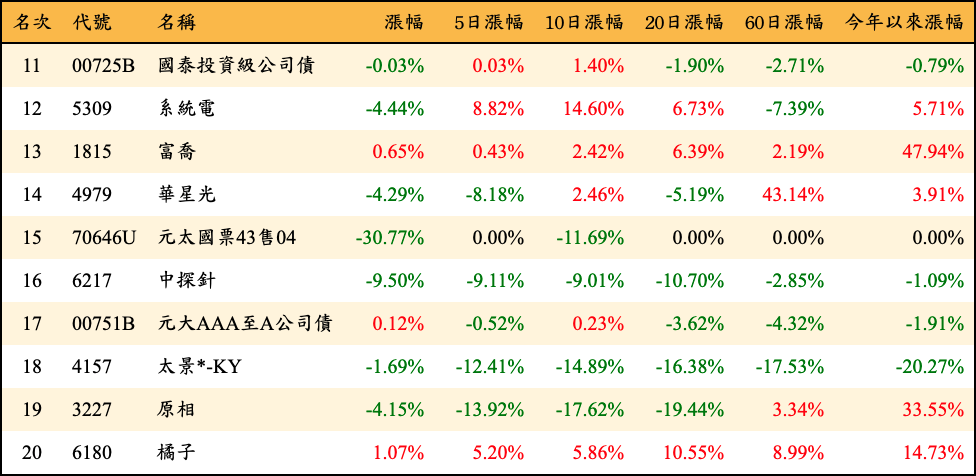 名次 代號 名稱 漲幅 5日漲幅 10日漲幅 20日漲幅 60日漲幅 今年以來漲幅
11 00725B 國泰投資級公司債 -0.03% 0.03% 1.40% -1.90% -2.71% -0.79%
12 5309 系統電 -4.44% 8.82% 14.60% 6.73% -7.39% 5.71%
13 1815 富喬 0.65% 0.43% 2.42% 6.39% 2.19% 47.94%
14 4979 華星光 -4.29% -8.18% 2.46% -5.19% 43.14% 3.91%
15 70646U 元太國票43售04 -30.77% 0.00% -11.69% 0.00% 0.00% 0.00%
16 6217 中探針 -9.50% -9.11% -9.01% -10.70% -2.85% -1.09%
17 00751B 元大AAA至A公司債 0.12% -0.52% 0.23% -3.62% -4.32% -1.91%
18 4157 太景*-KY -1.69% -12.41% -14.89% -16.38% -17.53% -20.27%
19 3227 原相 -4.15% -13.92% -17.62% -19.44% 3.34% 33.55%
20 6180 橘子 1.07% 5.20% 5.86% 10.55% 8.99% 14.73%